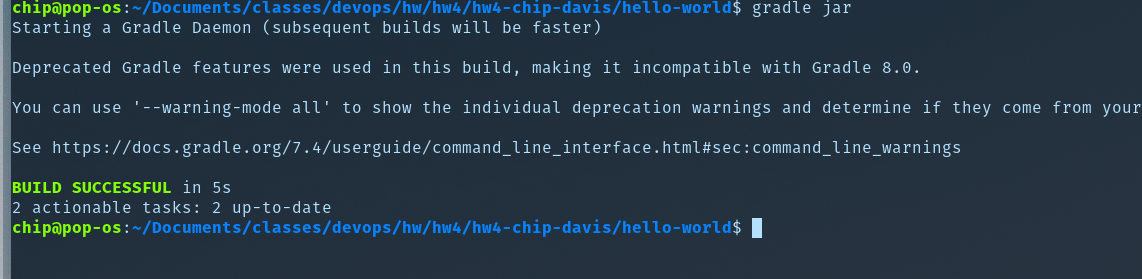 chip@pop-os:~/Documents/classes/devops/hw/hw4/hw4-chip-davis/hello-world$ gradle jar
Starting a Gradle Daemon (subsequent builds will be faster)
Deprecated Gradle features were used in this build, making it incompatible with Gradle 8.0.
You can use '--warning-mode all' to show the individual deprecation warnings and determine if they come from your
See https://docs.gradle.org/7.4/userguide/command_line_interface.html#sec:command_line_warnings
BUILD SUCCESSFUL in 5s
2 actionable tasks: 2 up-to-date
chip@pop-os:~/Documents/classes/devops/hw/hw4/hw4-chip-davis/hello-world$